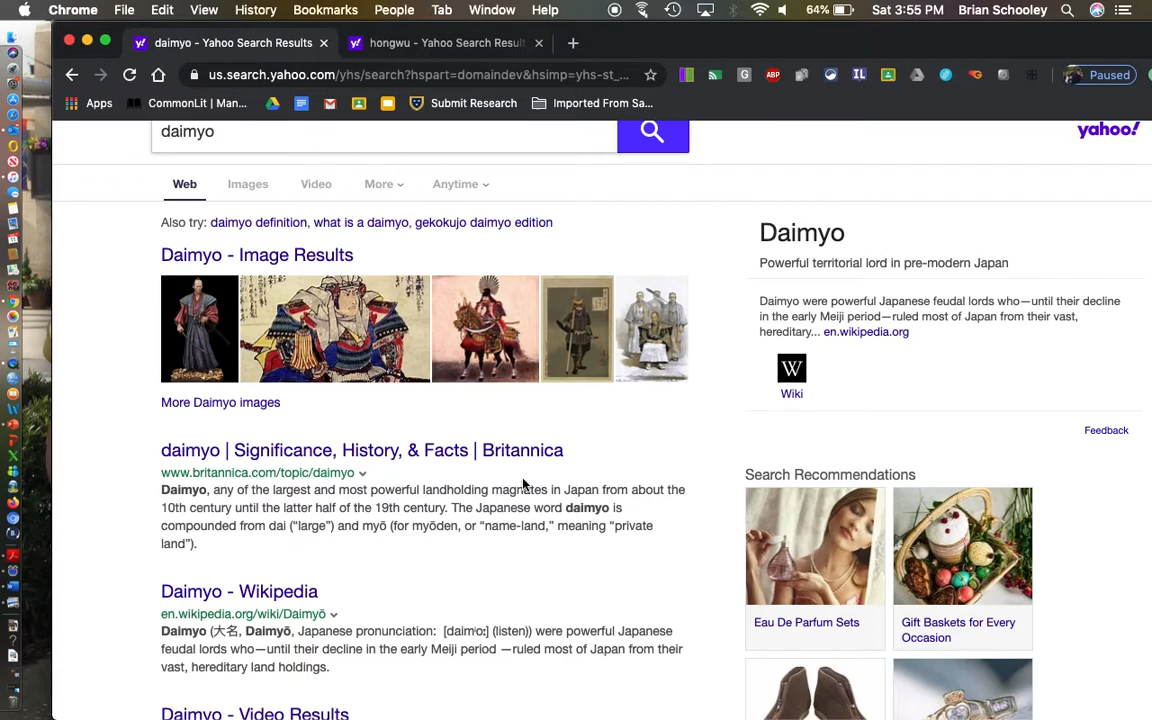 Chrome File Edit View History Bookmarks People Tab Window Help 64% Sat 3:55 PM Brian Schooley
daimyo - Yahoo Search Results hongwu - Yahoo Search Result
us.search.yahoo.com/yhs/search?hspart=domaindev&hsimp=yhs-st_... G ABP IL Paused
Apps CommonLit | Man... Submit Research Imported From Sa...
daimyo yahoo!
Web Images Video More Anytime
Also try: daimyo definition, what is a daimyo, gekokujo daimyo edition
Daimyo - Image Results
More Daimyo images
daimyo | Significance, History, & Facts | Britannica
www.britannica.com/topic/daimyo
Daimyo, any of the largest and most powerful landholding magnates in Japan from about the
10th century until the latter half of the 19th century. The Japanese word daimyo is
compounded from dai (“large”) and myō (for myōden, or “name-land,” meaning “private
land”).
Daimyo - Wikipedia
en.wikipedia.org/wiki/Daimyō
Daimyo (大名, Daimyō, Japanese pronunciation: [daimʲoː] (listen)) were powerful Japanese
feudal lords who—until their decline in the early Meiji period —ruled most of Japan from their
vast, hereditary land holdings.
Daimyo - Video Results
Daimyo
Powerful territorial lord in pre-modern Japan
Daimyo were powerful Japanese feudal lords who—until their decline
in the early Meiji period—ruled most of Japan from their vast,
hereditary... en.wikipedia.org
W
Wiki
Feedback
Search Recommendations
Eau De Parfum Sets
Gift Baskets for Every
Occasion